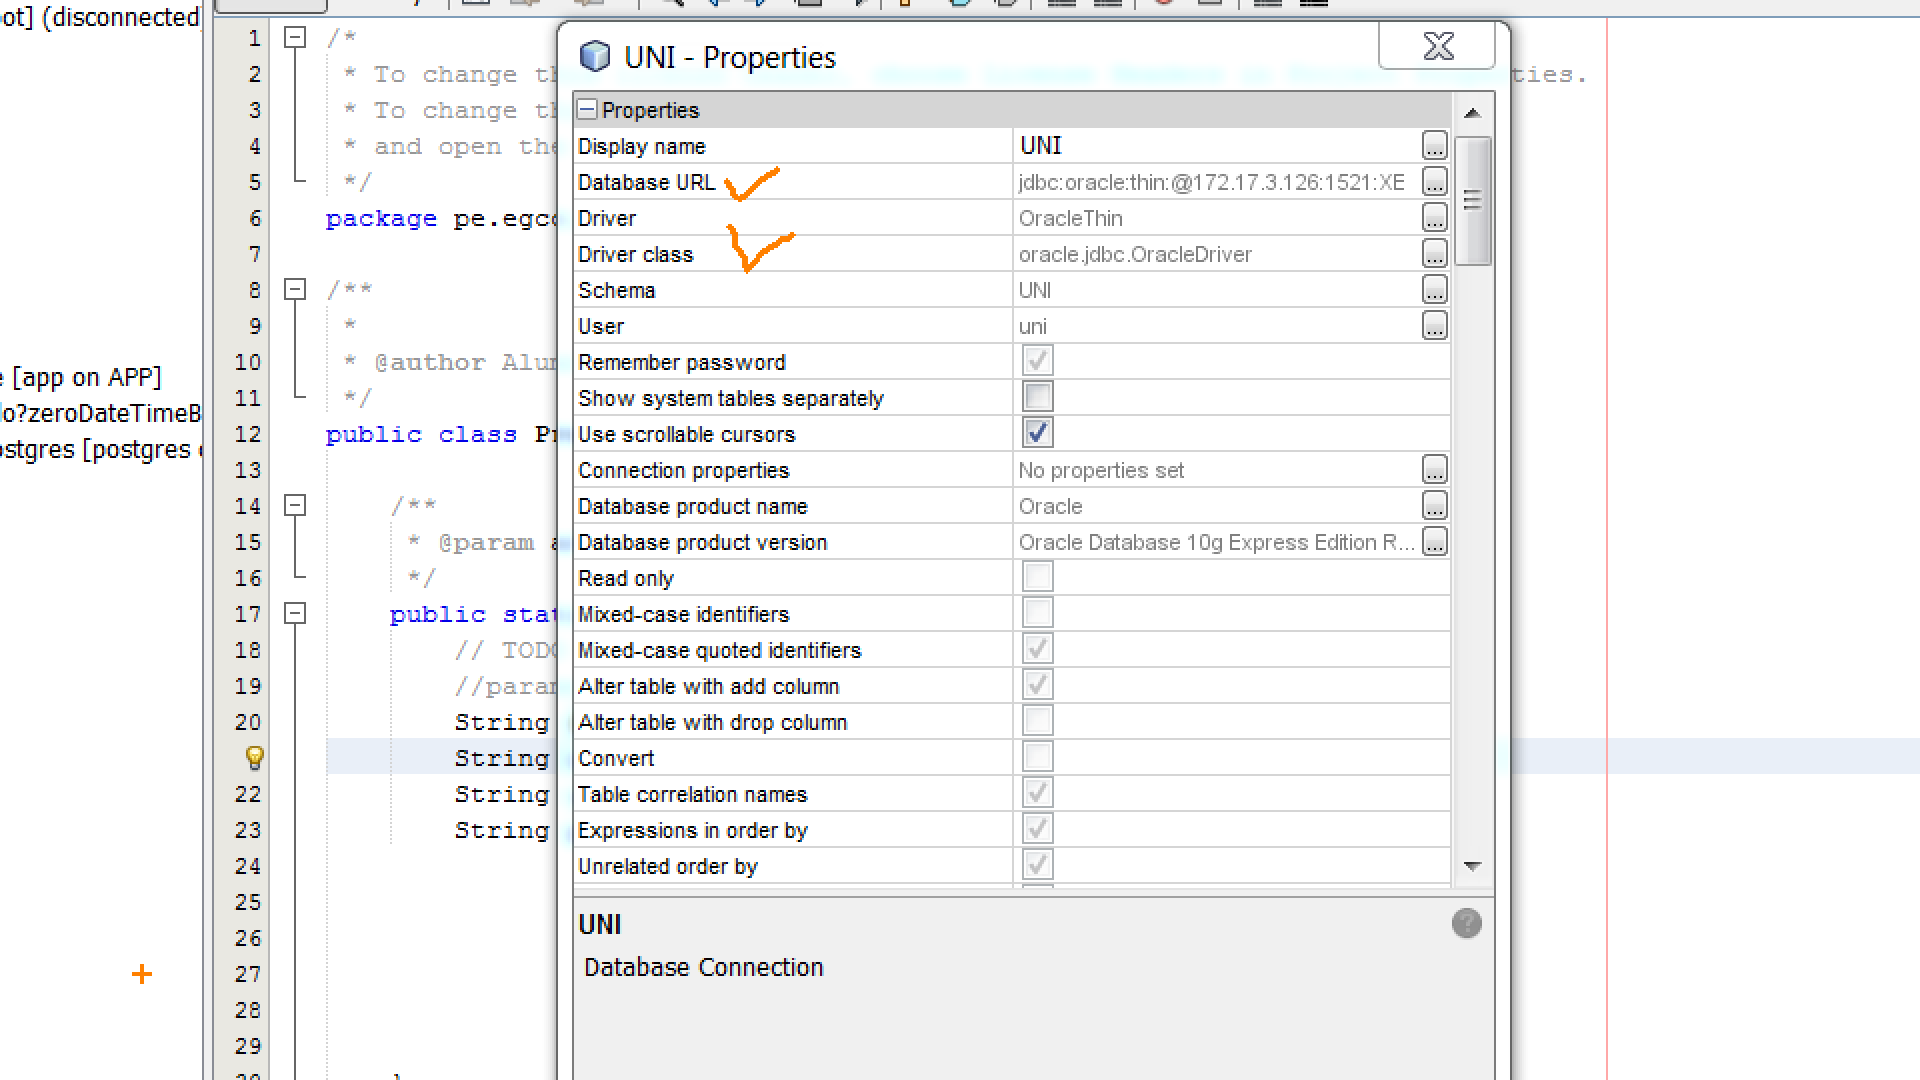 ot] (disconnected
UNI - Properties
1 /*
2 * To change th ties.
3 * To change th
4 * and open the
5 */
6 package pe.egcc
7
8 /**
9 *
10 * @author Alum
11 */
12 public class Pr
13
14 /**
15 * @param a
16 */
17 public stat
18 // TODO
19 //param
20 String
String
22 String
23 String
24
25
26
27
28
29
[app on APP]
lo?zeroDateTimeB
ostgres [postgres o
Properties
Display name UNI ...
Database URL jdbc:oracle:thin:@172.17.3.126:1521:XE ...
Driver OracleThin ...
Driver class oracle.jdbc.OracleDriver ...
Schema UNI ...
User uni ...
Remember password
Show system tables separately
Use scrollable cursors
Connection properties No properties set ...
Database product name Oracle ...
Database product version Oracle Database 10g Express Edition R... ...
Read only
Mixed-case identifiers
Mixed-case quoted identifiers
Alter table with add column
Alter table with drop column
Convert
Table correlation names
Expressions in order by
Unrelated order by
UNI
Database Connection